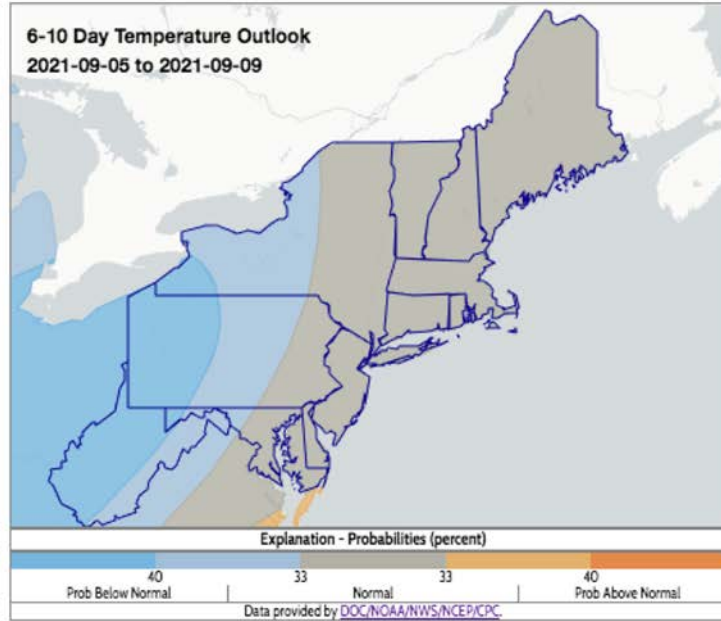 6-10 Day Temperature Outlook
2021-09-05 to 2021-09-09
Explanation - Probabilities (percent)
40 33 33 40
Prob Below Normal | Normal | Prob Above Normal
Data provided by DOC/NOAA/NWS/NCEP/CPC.